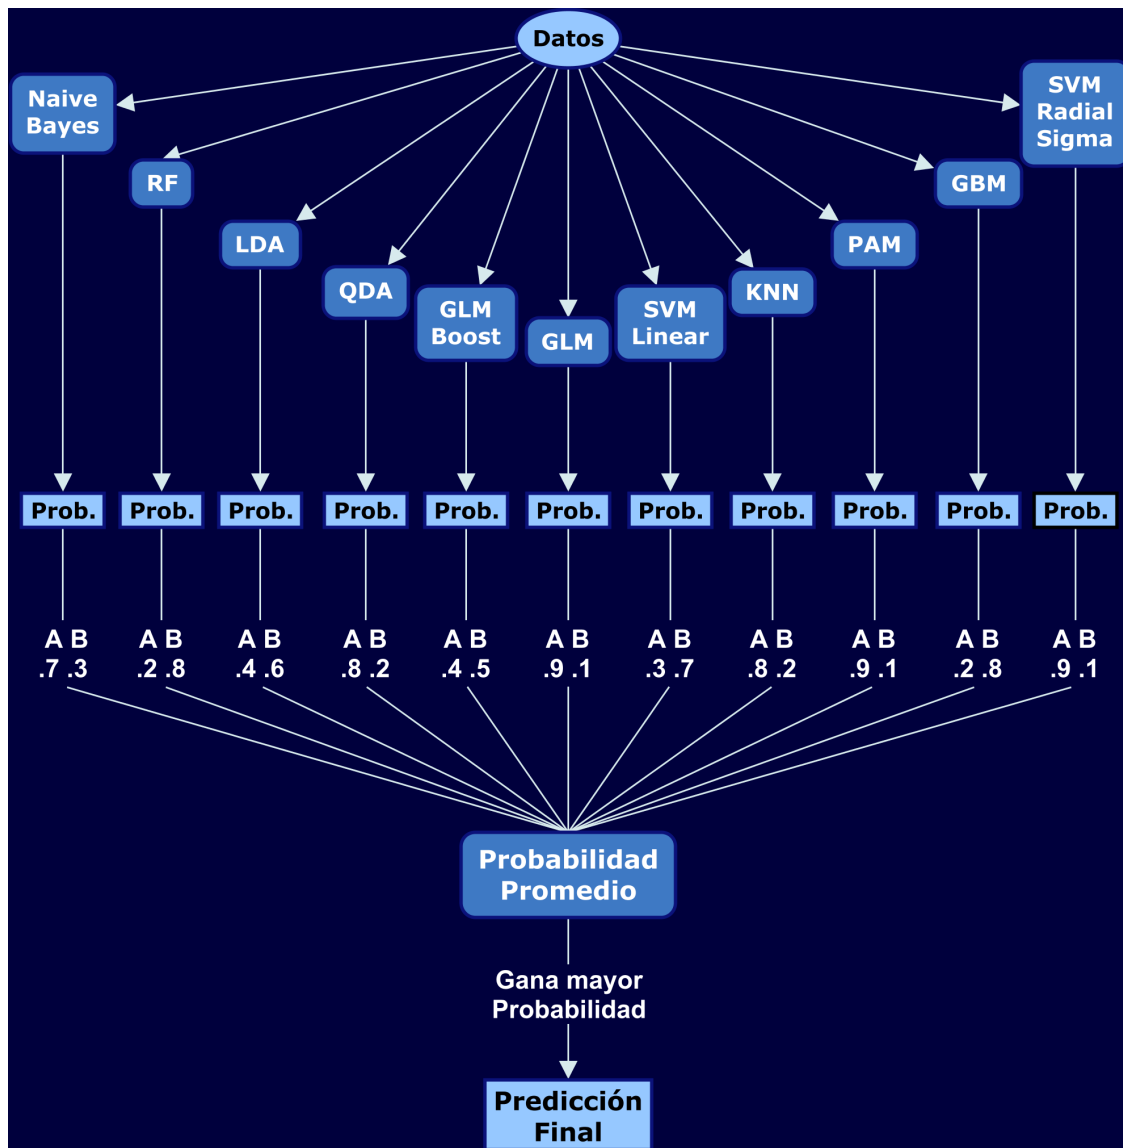 Datos
Naive
Bayes
SVM
Radial
Sigma
RF
GBM
LDA
PAM
QDA
KNN
GLM
Boost
SVM
Linear
GLM
Prob. Prob. Prob. Prob. Prob. Prob. Prob. Prob. Prob. Prob. Prob.
A B A B A B A B A B A B A B A B A B A B A B
.7 .3 .2 .8 .4 .6 .8 .2 .4 .5 .9 .1 .3 .7 .8 .2 .9 .1 .2 .8 .9 .1
Probabilidad
Promedio
Gana mayor
Probabilidad
Predicción
Final